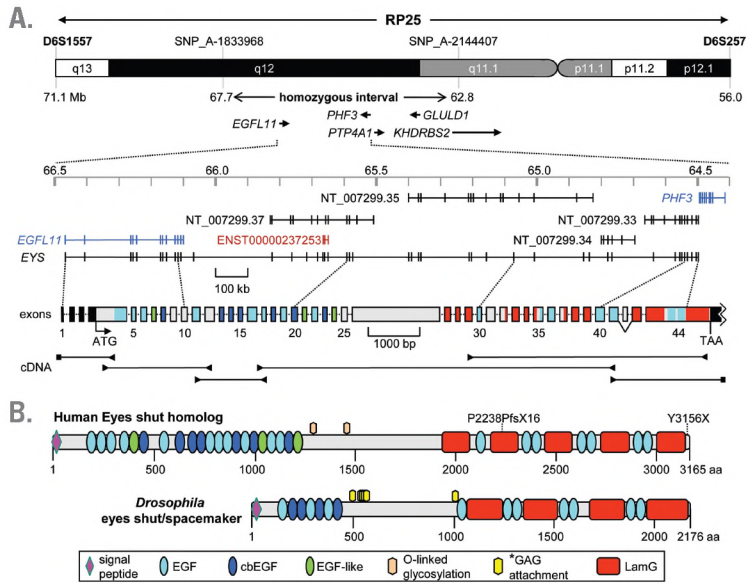 A.
RP25
D6S1557 SNP_A-1833968 SNP_A-2144407 D6S257
q13 q12 q11.1 p11.1 p11.2 p12.1
71.1 Mb 67.7 homozygous interval 62.8 56.0
EGFL11 PHF3 GLULD1
PTP4A1 KHDRBS2
66.5 66.0 65.5 65.0 64.5
NT_007299.35 PHF3
NT_007299.37 NT_007299.33
EGFL11 ENST00000237253 NT_007299.34
EYS
100 kb
exons
1 ATG 5 10 15 20 25 1000 bp 30 35 40 44 TAA
cDNA
B.
Human Eyes shut homolog P2238PfsX16 Y3156X
1 500 1000 1500 2000 2500 3000 3165 aa
Drosophila
eyes shut/spacemaker
1 500 1000 1500 2000 2176 aa
signal peptide EGF cbEGF EGF-like O-linked glycosylation *GAG attachment LamG